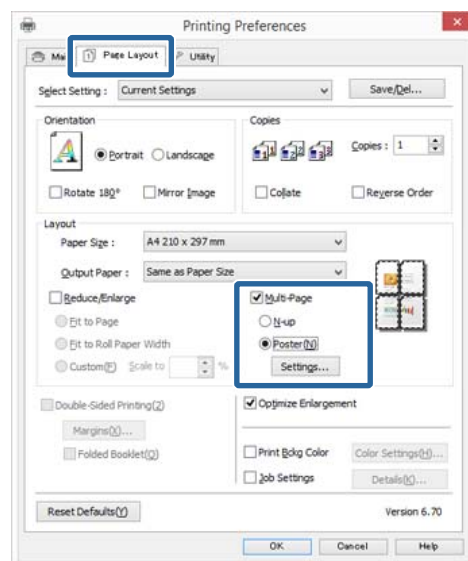 Printing Preferences
Page Layout Utility
Select Setting : Current Settings Save/Del...
Orientation Copies
Portrait Landscape Copies : 1
Rotate 180° Mirror Image Collate Reverse Order
Layout
Paper Size : A4 210 x 297 mm
Output Paper : Same as Paper Size
Reduce/Enlarge Multi-Page
Fit to Page N-up
Fit to Roll Paper Width Poster(N)
Custom(F) Scale to % Settings...
Double-Sided Printing(2) Optimize Enlargement
Margins(X)...
Folded Booklet(Q) Print Bckg Color Color Settings(H)...
Job Settings Details(K)...
Reset Defaults(Y) Version 6.70
OK Cancel Help